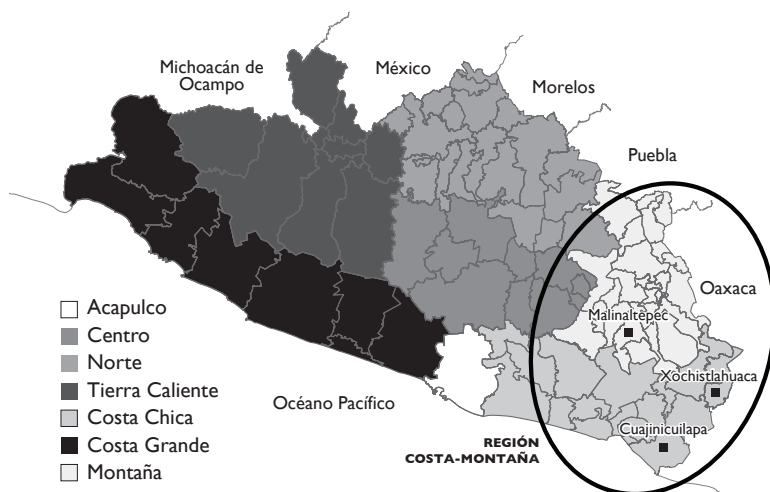 Michoacán de
Ocampo
México
Morelos
Puebla
Oaxaca
Malinaltepec
Xochistlahuaca
Cuajinicuilapa
Acapulco
Centro
Norte
Tierra Caliente
Costa Chica
Costa Grande
Montaña
Océano Pacífico
REGIÓN
COSTA-MONTAÑA